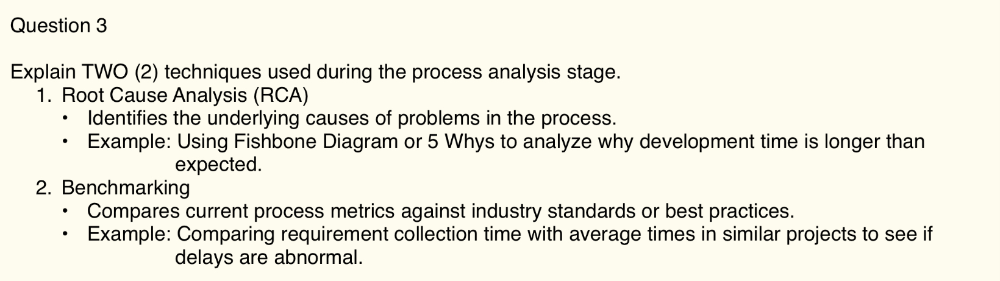 Question 3
Explain TWO (2) techniques used during the process analysis stage.
1. Root Cause Analysis (RCA)
• Identifies the underlying causes of problems in the process.
• Example: Using Fishbone Diagram or 5 Whys to analyze why development time is longer than
expected.
2. Benchmarking
• Compares current process metrics against industry standards or best practices.
• Example: Comparing requirement collection time with average times in similar projects to see if
delays are abnormal.